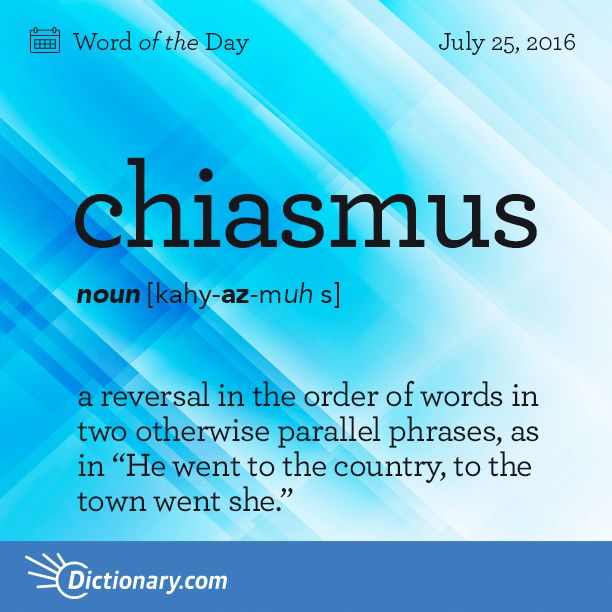 Word of the Day
July 25, 2016
chiasmus
noun [kahy-az-muh s]
a reversal in the order of words in
two otherwise parallel phrases, as
in “He went to the country, to the
town went she.”
Dictionary.com